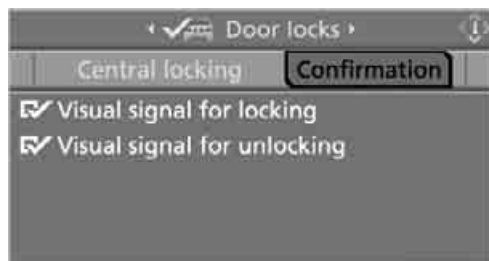 Door locks
Central locking
Confirmation
Visual signal for locking
Visual signal for unlocking